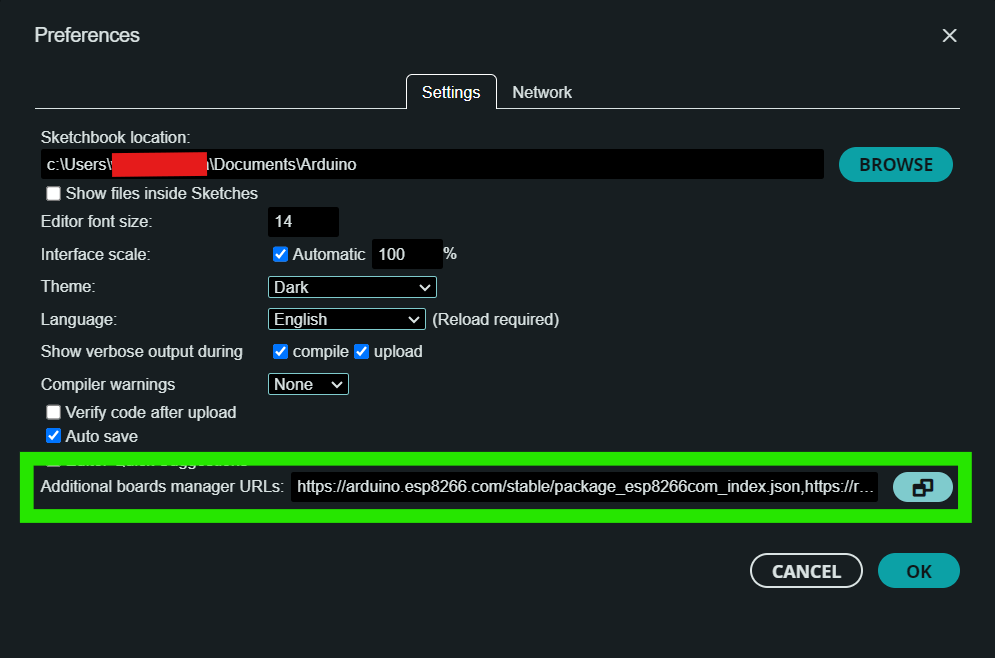 Preferences
Settings Network
Sketchbook location:
c:\Users\ \Documents\Arduino
BROWSE
Show files inside Sketches
Editor font size: 14
Interface scale: Automatic 100 %
Theme: Dark
Language: English (Reload required)
Show verbose output during compile upload
Compiler warnings None
Verify code after upload
Auto save
Additional boards manager URLs: https://arduino.esp8266.com/stable/package_esp8266com_index.json,https://r...
CANCEL OK